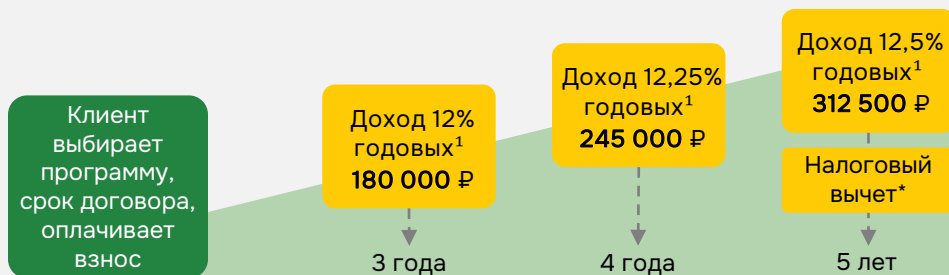 Клиент
выбирает
программу,
срок договора,
оплачивает
взнос
Доход 12%
годовых¹
180 000 ₽
3 года
Доход 12,25%
годовых¹
245 000 ₽
4 года
Доход 12,5%
годовых¹
312 500 ₽
Налоговый
вычет*
5 лет